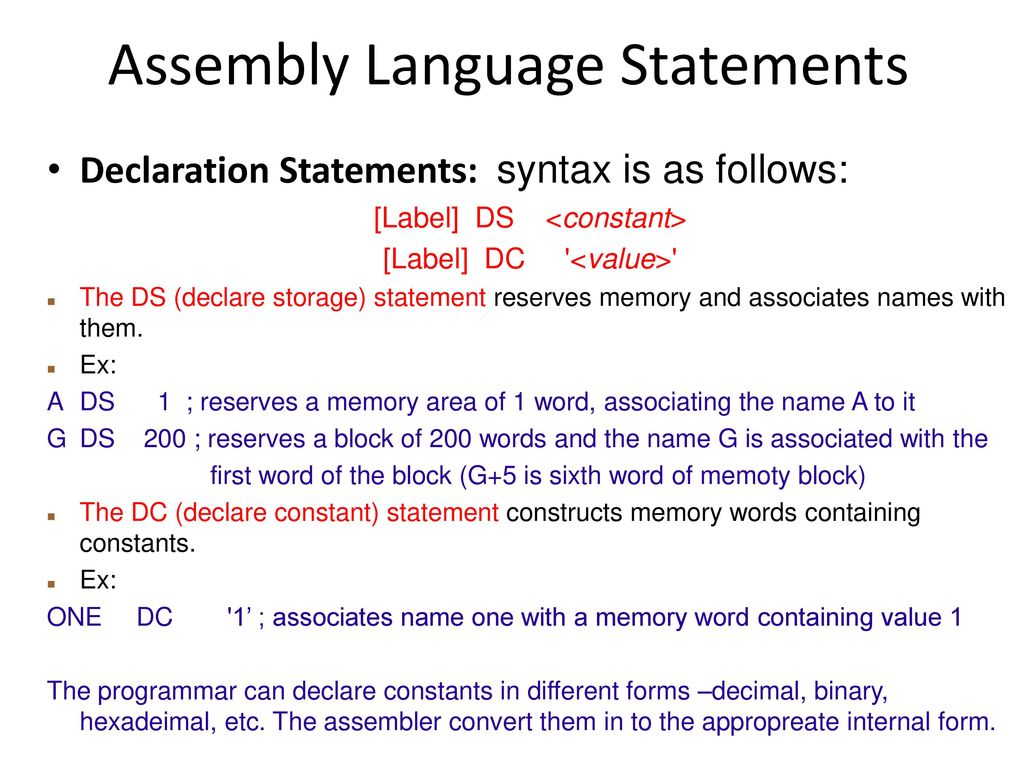 Assembly Language Statements
• Declaration Statements: syntax is as follows:
[Label] DS <constant>
[Label] DC '<value>'
▪ The DS (declare storage) statement reserves memory and associates names with
them.
▪ Ex:
A DS 1 ; reserves a memory area of 1 word, associating the name A to it
G DS 200 ; reserves a block of 200 words and the name G is associated with the
first word of the block (G+5 is sixth word of memoty block)
▪ The DC (declare constant) statement constructs memory words containing
constants.
▪ Ex:
ONE DC '1’ ; associates name one with a memory word containing value 1
The programmar can declare constants in different forms –decimal, binary,
hexadeimal, etc. The assembler convert them in to the appropreate internal form.